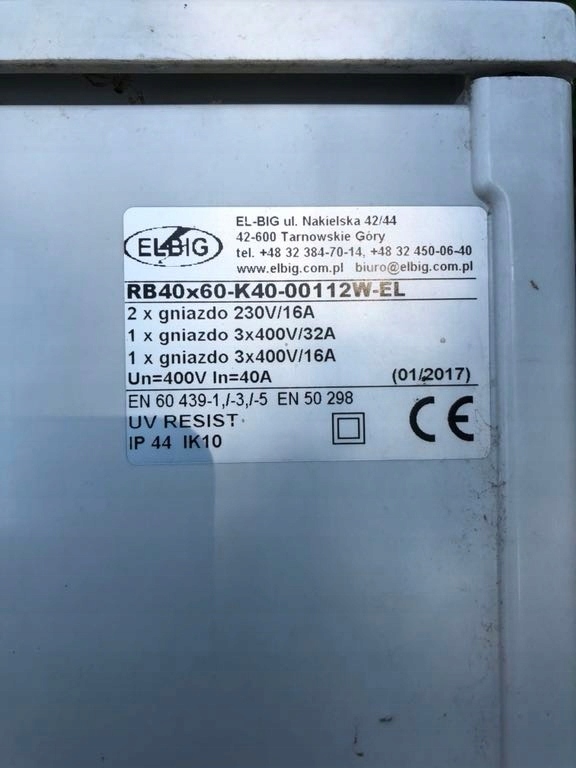 ELBIG
EL-BIG ul. Nakielska 42/44
42-600 Tarnowskie Góry
tel. +48 32 384-70-14, +48 32 450-06-40
www.elbig.com.pl biuro@elbig.com.pl
RB40x60-K40-00112W-EL
2 x gniazdo 230V/16A
1 x gniazdo 3x400V/32A
1 x gniazdo 3x400V/16A
Un=400V In=40A (01/2017)
EN 60 439-1,/-3,/-5 EN 50 298
UV RESIST
IP 44 IK10
CE